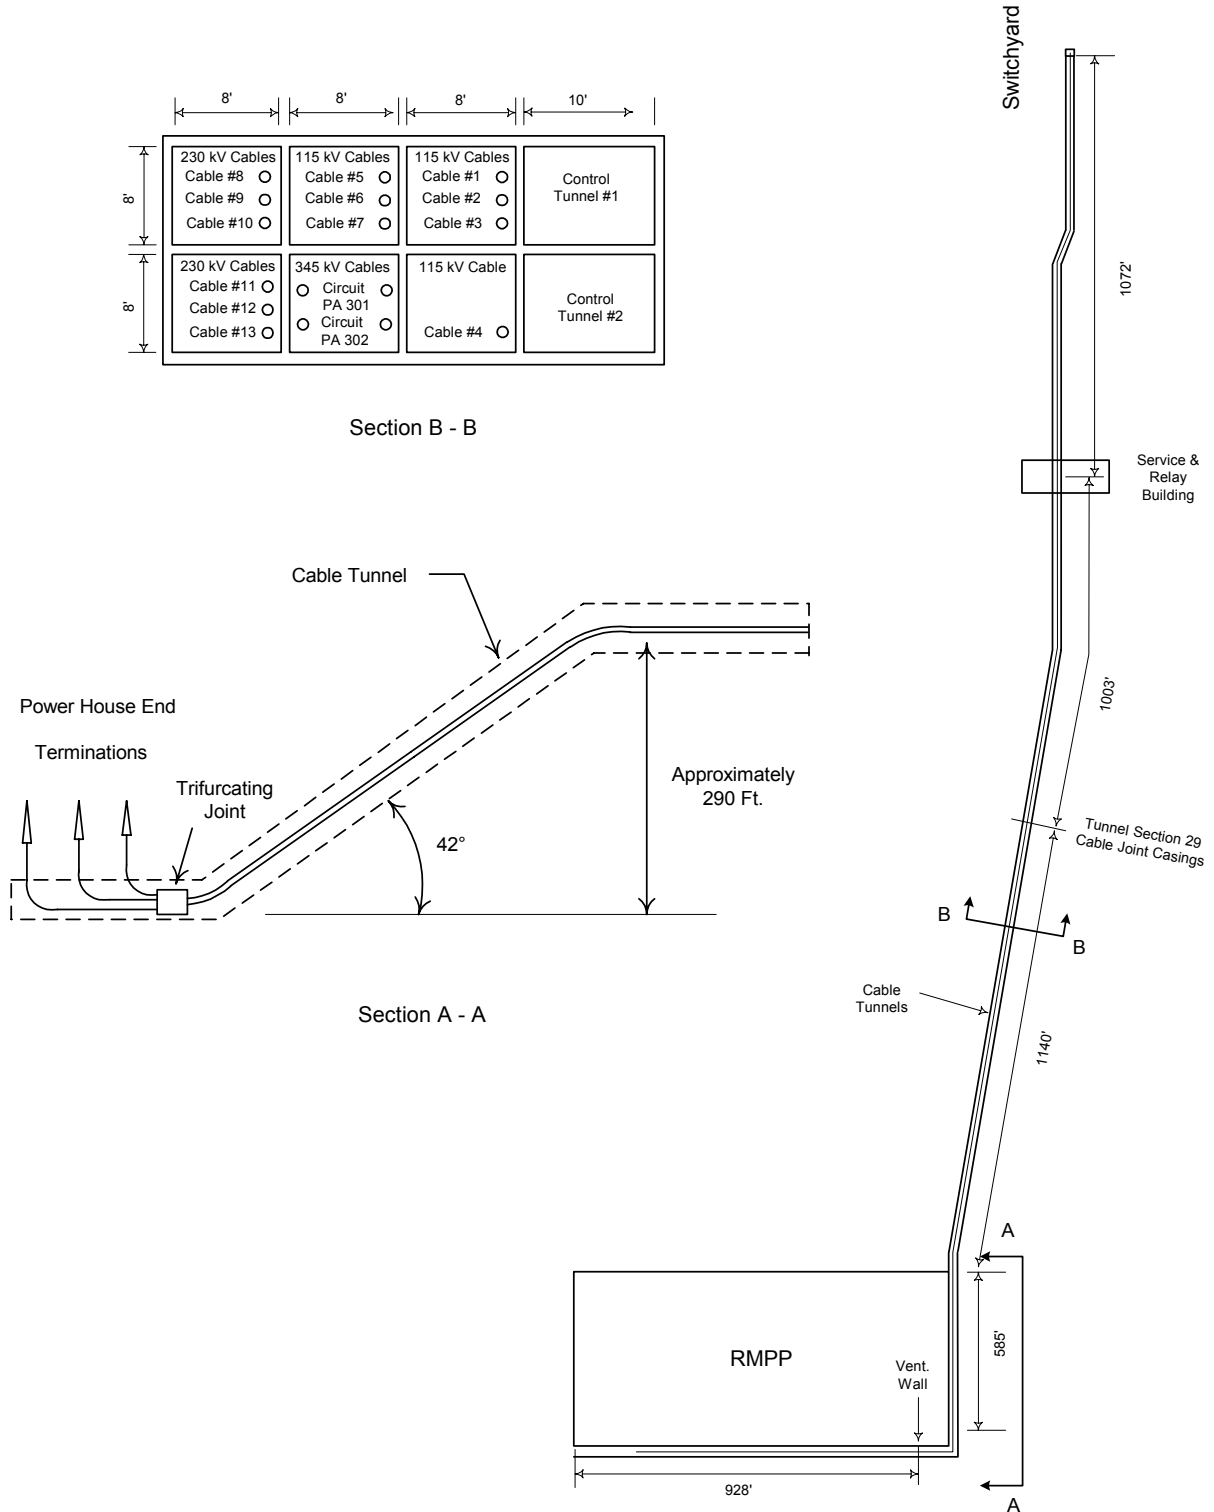 Switchyard
8'
8'
8'
10'
8'
230 kV Cables
Cable #8
Cable #9
Cable #10
115 kV Cables
Cable #5
Cable #6
Cable #7
115 kV Cables
Cable #1
Cable #2
Cable #3
Control
Tunnel #1
8'
230 kV Cables
Cable #11
Cable #12
Cable #13
345 kV Cables
Circuit
PA 301
Circuit
PA 302
115 kV Cable
Cable #4
Control
Tunnel #2
Section B - B
1072'
Service &
Relay
Building
Cable Tunnel
Power House End
Terminations
Trifurcating
Joint
42°
Approximately
290 Ft.
Section A - A
1003'
Tunnel Section 29
Cable Joint Casings
B
B
Cable
Tunnels
1140'
A
585'
RMPP
Vent.
Wall
928'
A